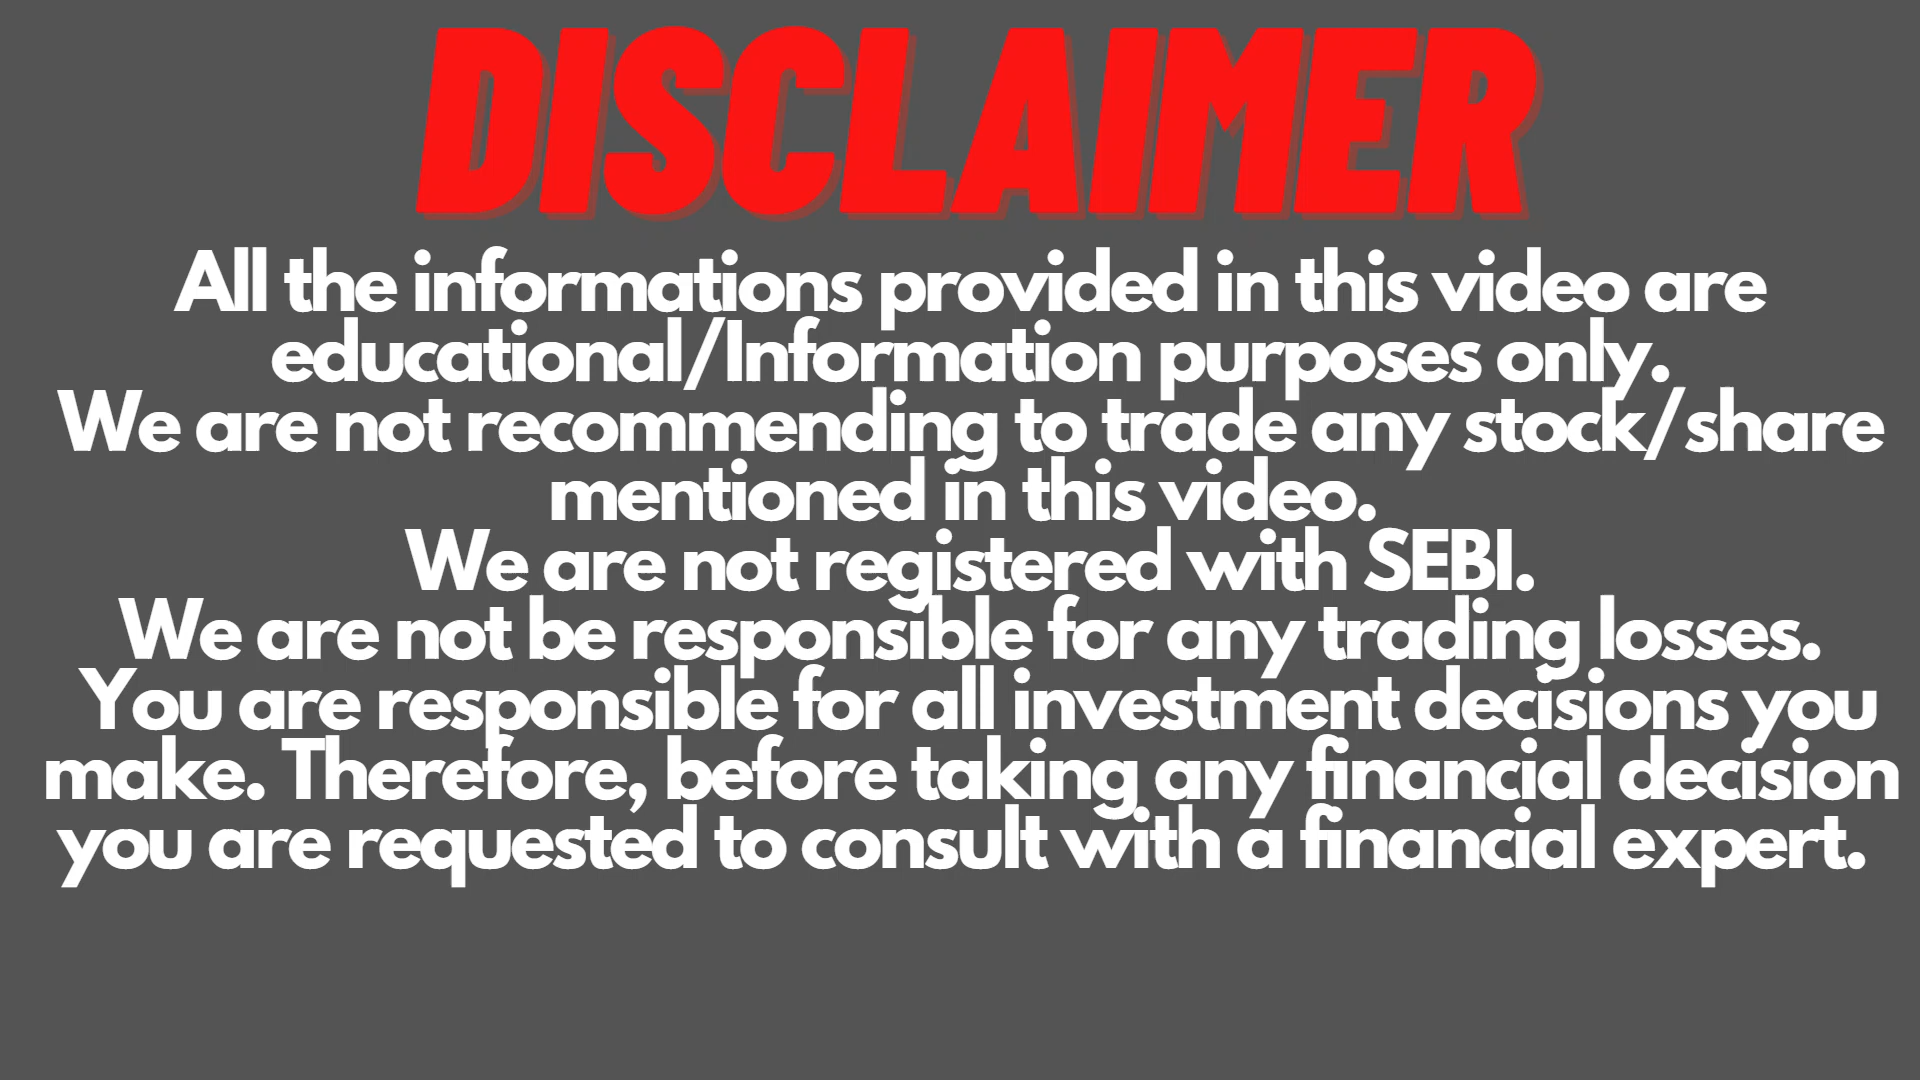 DISCLAIMER
All the informations provided in this video are
educational/Information purposes only.
We are not recommending to trade any stock/share
mentioned in this video.
We are not registered with SEBI.
We are not be responsible for any trading losses.
You are responsible for all investment decisions you
make. Therefore, before taking any financial decision
you are requested to consult with a financial expert.